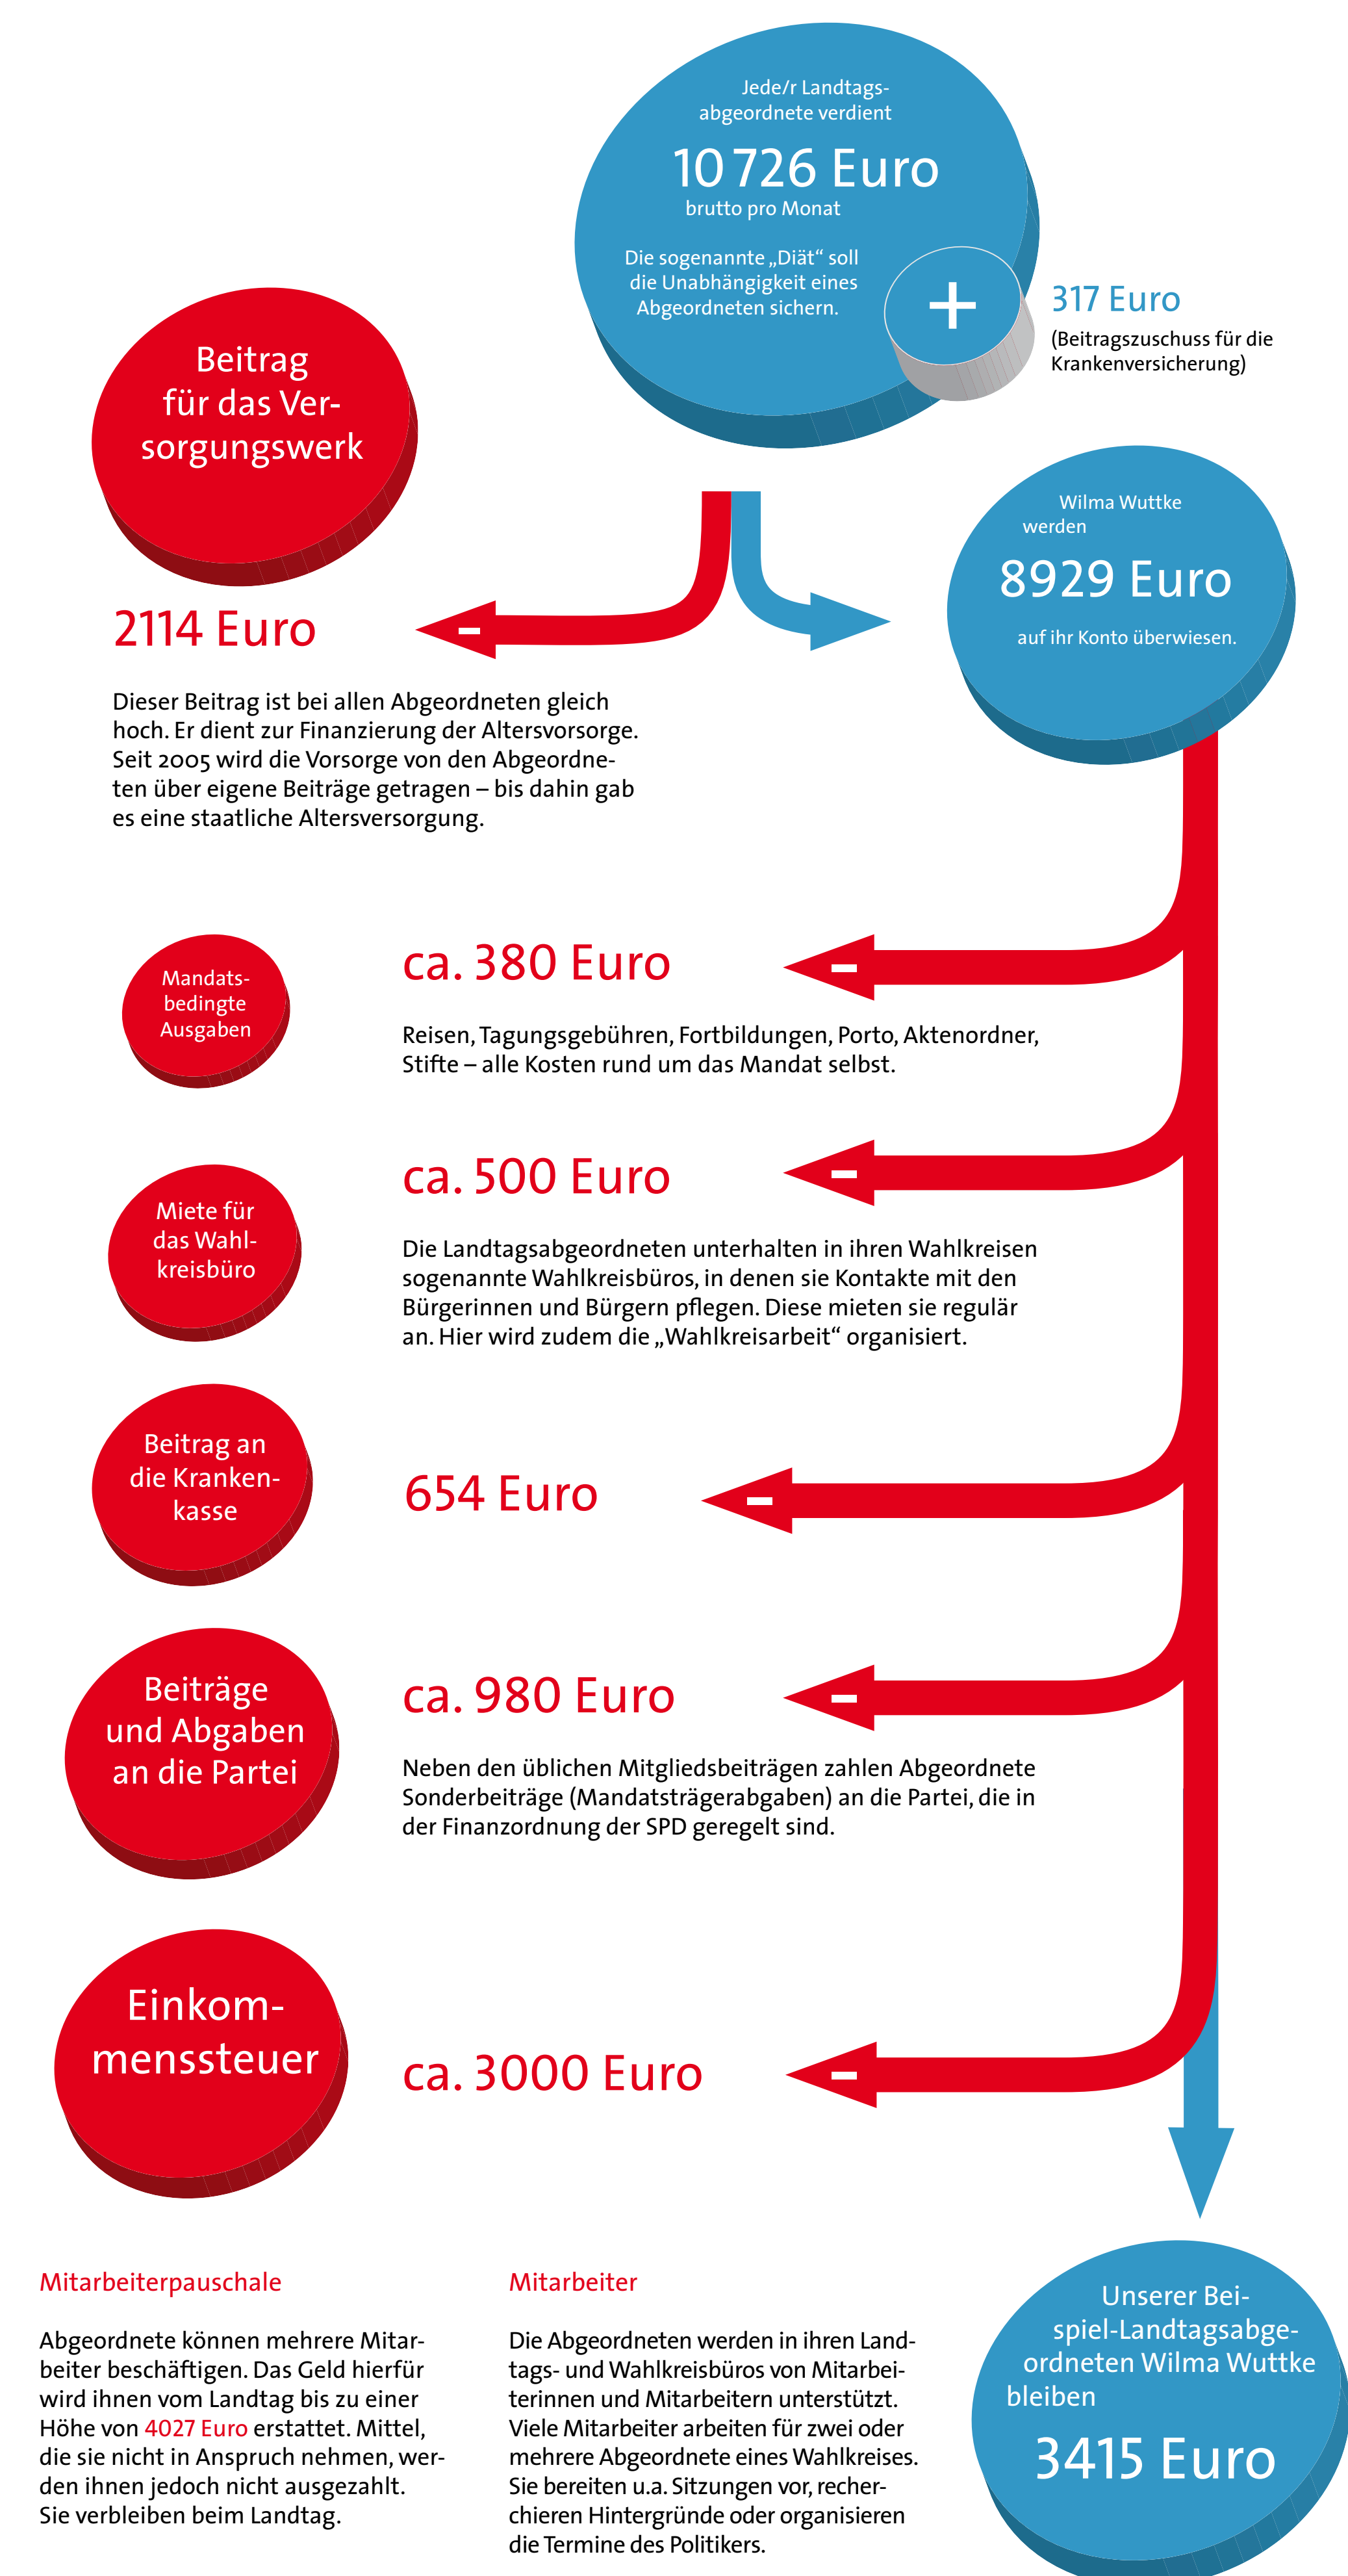 Jede/r Landtags-
abgeordnete verdient
10 726 Euro
brutto pro Monat
Die sogenannte „Diät“ soll
die Unabhängigkeit eines
Abgeordneten sichern.
+
317 Euro
(Beitragszuschuss für die
Krankenversicherung)
Beitrag
für das Ver-
sorgungswerk
2114 Euro
-
Dieser Beitrag ist bei allen Abgeordneten gleich
hoch. Er dient zur Finanzierung der Altersvorsorge.
Seit 2005 wird die Vorsorge von den Abgeordne-
ten über eigene Beiträge getragen – bis dahin gab
es eine staatliche Altersversorgung.
Wilma Wuttke
werden
8929 Euro
auf ihr Konto überwiesen.
Mandats-
bedingte
Ausgaben
ca. 380 Euro
-
Reisen, Tagungsgebühren, Fortbildungen, Porto, Aktenordner,
Stifte – alle Kosten rund um das Mandat selbst.
Miete für
das Wahl-
kreisbüro
ca. 500 Euro
-
Die Landtagsabgeordneten unterhalten in ihren Wahlkreisen
sogenannte Wahlkreisbüros, in denen sie Kontakte mit den
Bürgerinnen und Bürgern pflegen. Diese mieten sie regulär
an. Hier wird zudem die „Wahlkreisarbeit“ organisiert.
Beitrag an
die Kranken-
kasse
654 Euro
-
Beiträge
und Abgaben
an die Partei
ca. 980 Euro
-
Neben den üblichen Mitgliedsbeiträgen zahlen Abgeordnete
Sonderbeiträge (Mandatsträgerabgaben) an die Partei, die in
der Finanzordnung der SPD geregelt sind.
Einkom-
menssteuer
ca. 3000 Euro
-
Mitarbeiterpauschale
Abgeordnete können mehrere Mitar-
beiter beschäftigen. Das Geld hierfür
wird ihnen vom Landtag bis zu einer
Höhe von 4027 Euro erstattet. Mittel,
die sie nicht in Anspruch nehmen, wer-
den ihnen jedoch nicht ausgezahlt.
Sie verbleiben beim Landtag.
Mitarbeiter
Die Abgeordneten werden in ihren Land-
tags- und Wahlkreisbüros von Mitarbei-
terinnen und Mitarbeitern unterstützt.
Viele Mitarbeiter arbeiten für zwei oder
mehrere Abgeordnete eines Wahlkreises.
Sie bereiten u.a. Sitzungen vor, recher-
chieren Hintergründe oder organisieren
die Termine des Politikers.
Unserer Bei-
spiel-Landtagsabge-
ordneten Wilma Wuttke
bleiben
3415 Euro